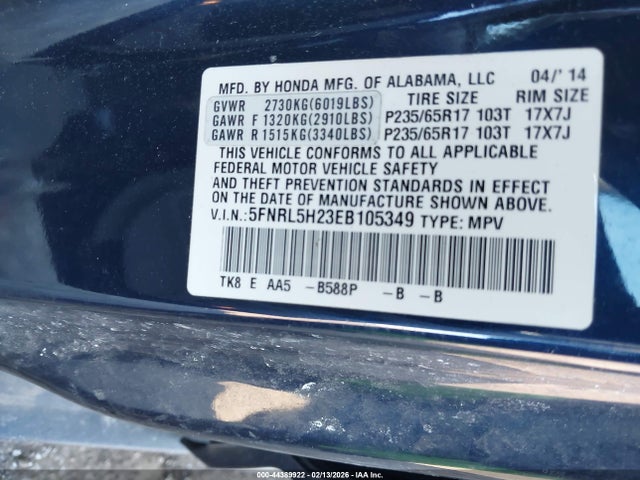 MFD. BY HONDA MFG. OF ALABAMA, LLC 04/'14
GVWR 2730KG(6019LBS) TIRE SIZE RIM SIZE
GAWR F 1320KG(2910LBS) P235/65R17 103T 17X7J
GAWR R 1515KG(3340LBS) P235/65R17 103T 17X7J
THIS VEHICLE CONFORMS TO ALL APPLICABLE
FEDERAL MOTOR VEHICLE SAFETY
AND THEFT PREVENTION STANDARDS IN EFFECT
ON THE DATE OF MANUFACTURE SHOWN ABOVE.
V.I.N.:5FNRL5H23EB105349 TYPE: MPV
TK8 E AA5 -B588P -B -B
000-44389922 - 02/13/2026 - IAA Inc.